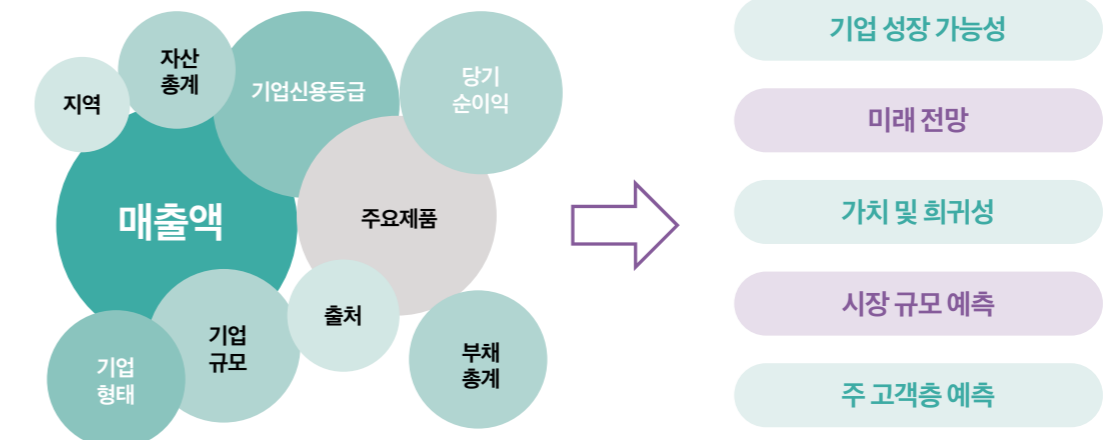 자산
총계
지역
기업신용등급
당기
순이익
매출액
주요제품
출처
기업
규모
기업
형태
부채
총계
기업 성장 가능성
미래 전망
가치 및 희귀성
시장 규모 예측
주 고객층 예측